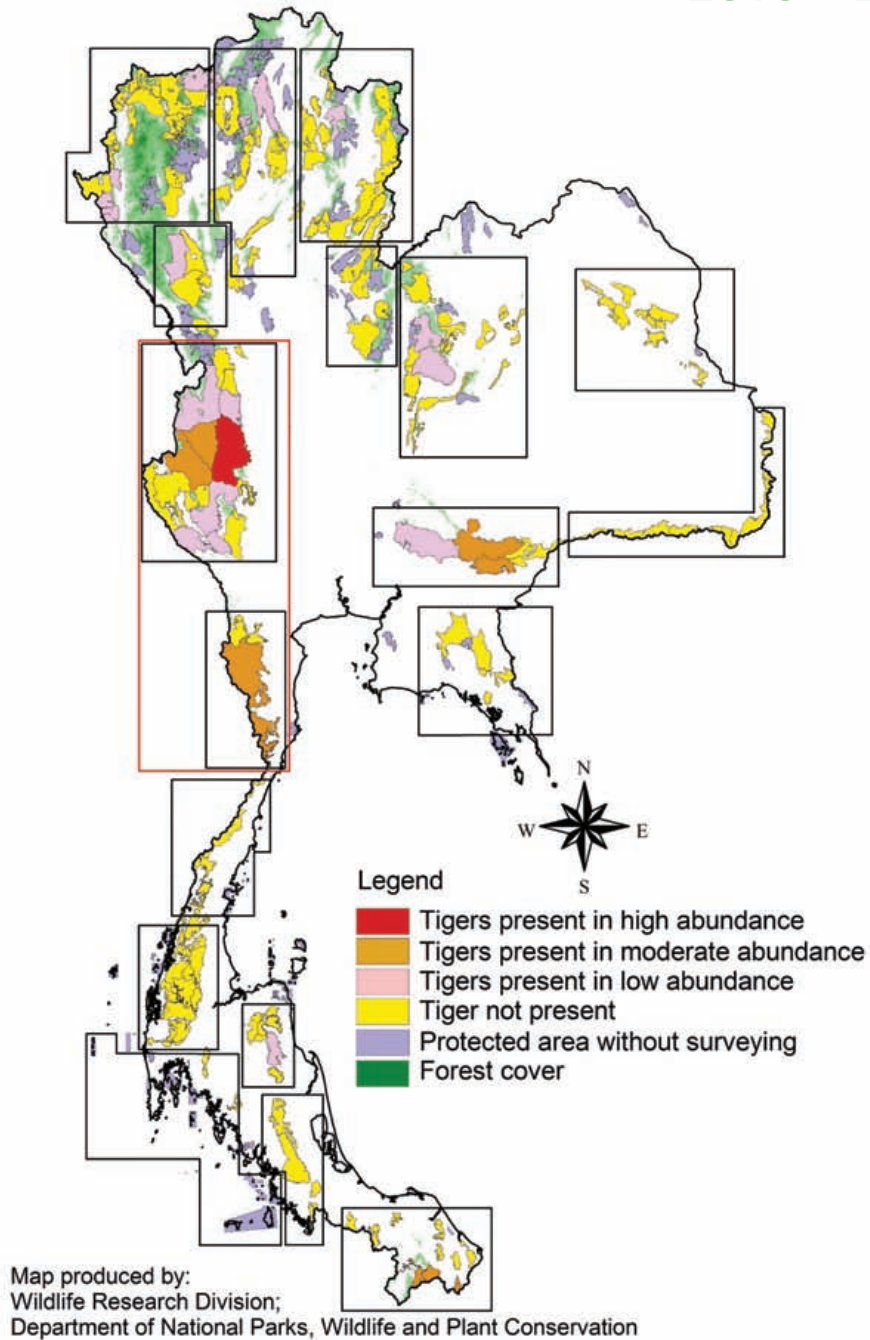 N
W E
S
Legend
Tigers present in high abundance
Tigers present in moderate abundance
Tigers present in low abundance
Tiger not present
Protected area without surveying
Forest cover
Map produced by:
Wildlife Research Division;
Department of National Parks, Wildlife and Plant Conservation